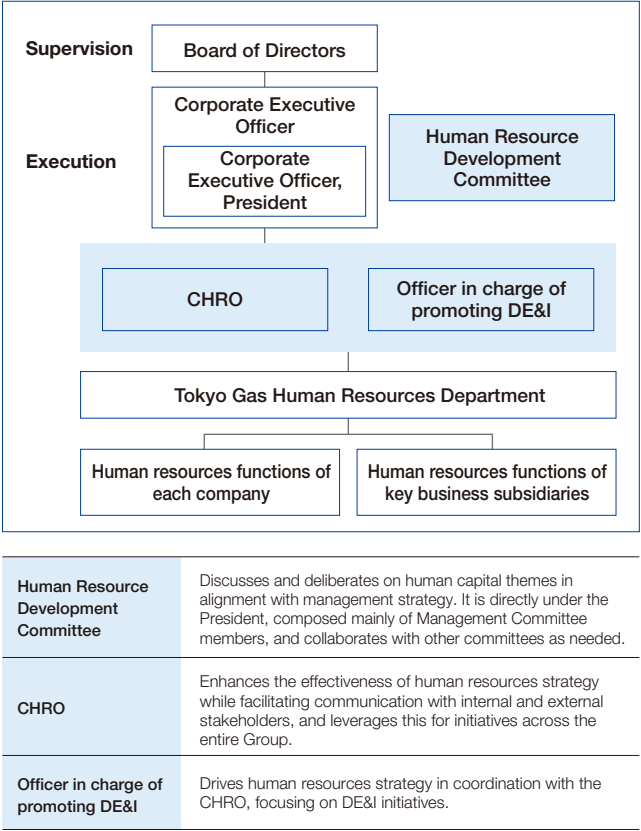 Supervision
Board of Directors
Corporate Executive
Officer
Execution
Corporate
Executive Officer,
President
Human Resource
Development
Committee
CHRO
Officer in charge of
promoting DE&I
Tokyo Gas Human Resources Department
Human resources functions of
each company
Human resources functions of
key business subsidiaries
Human Resource
Development
Committee
Discusses and deliberates on human capital themes in
alignment with management strategy. It is directly under the
President, composed mainly of Management Committee
members, and collaborates with other committees as needed.
CHRO
Enhances the effectiveness of human resources strategy
while facilitating communication with internal and external
stakeholders, and leverages this for initiatives across the
entire Group.
Officer in charge of
promoting DE&I
Drives human resources strategy in coordination with the
CHRO, focusing on DE&I initiatives.